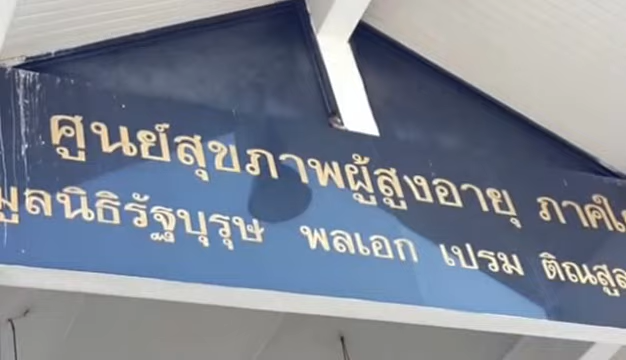 ศูนย์สุขภาพผู้สูงอายุ ภาคใ
มูลนิธิรัฐบุรุษ พลเอก เปรม ติณสูล